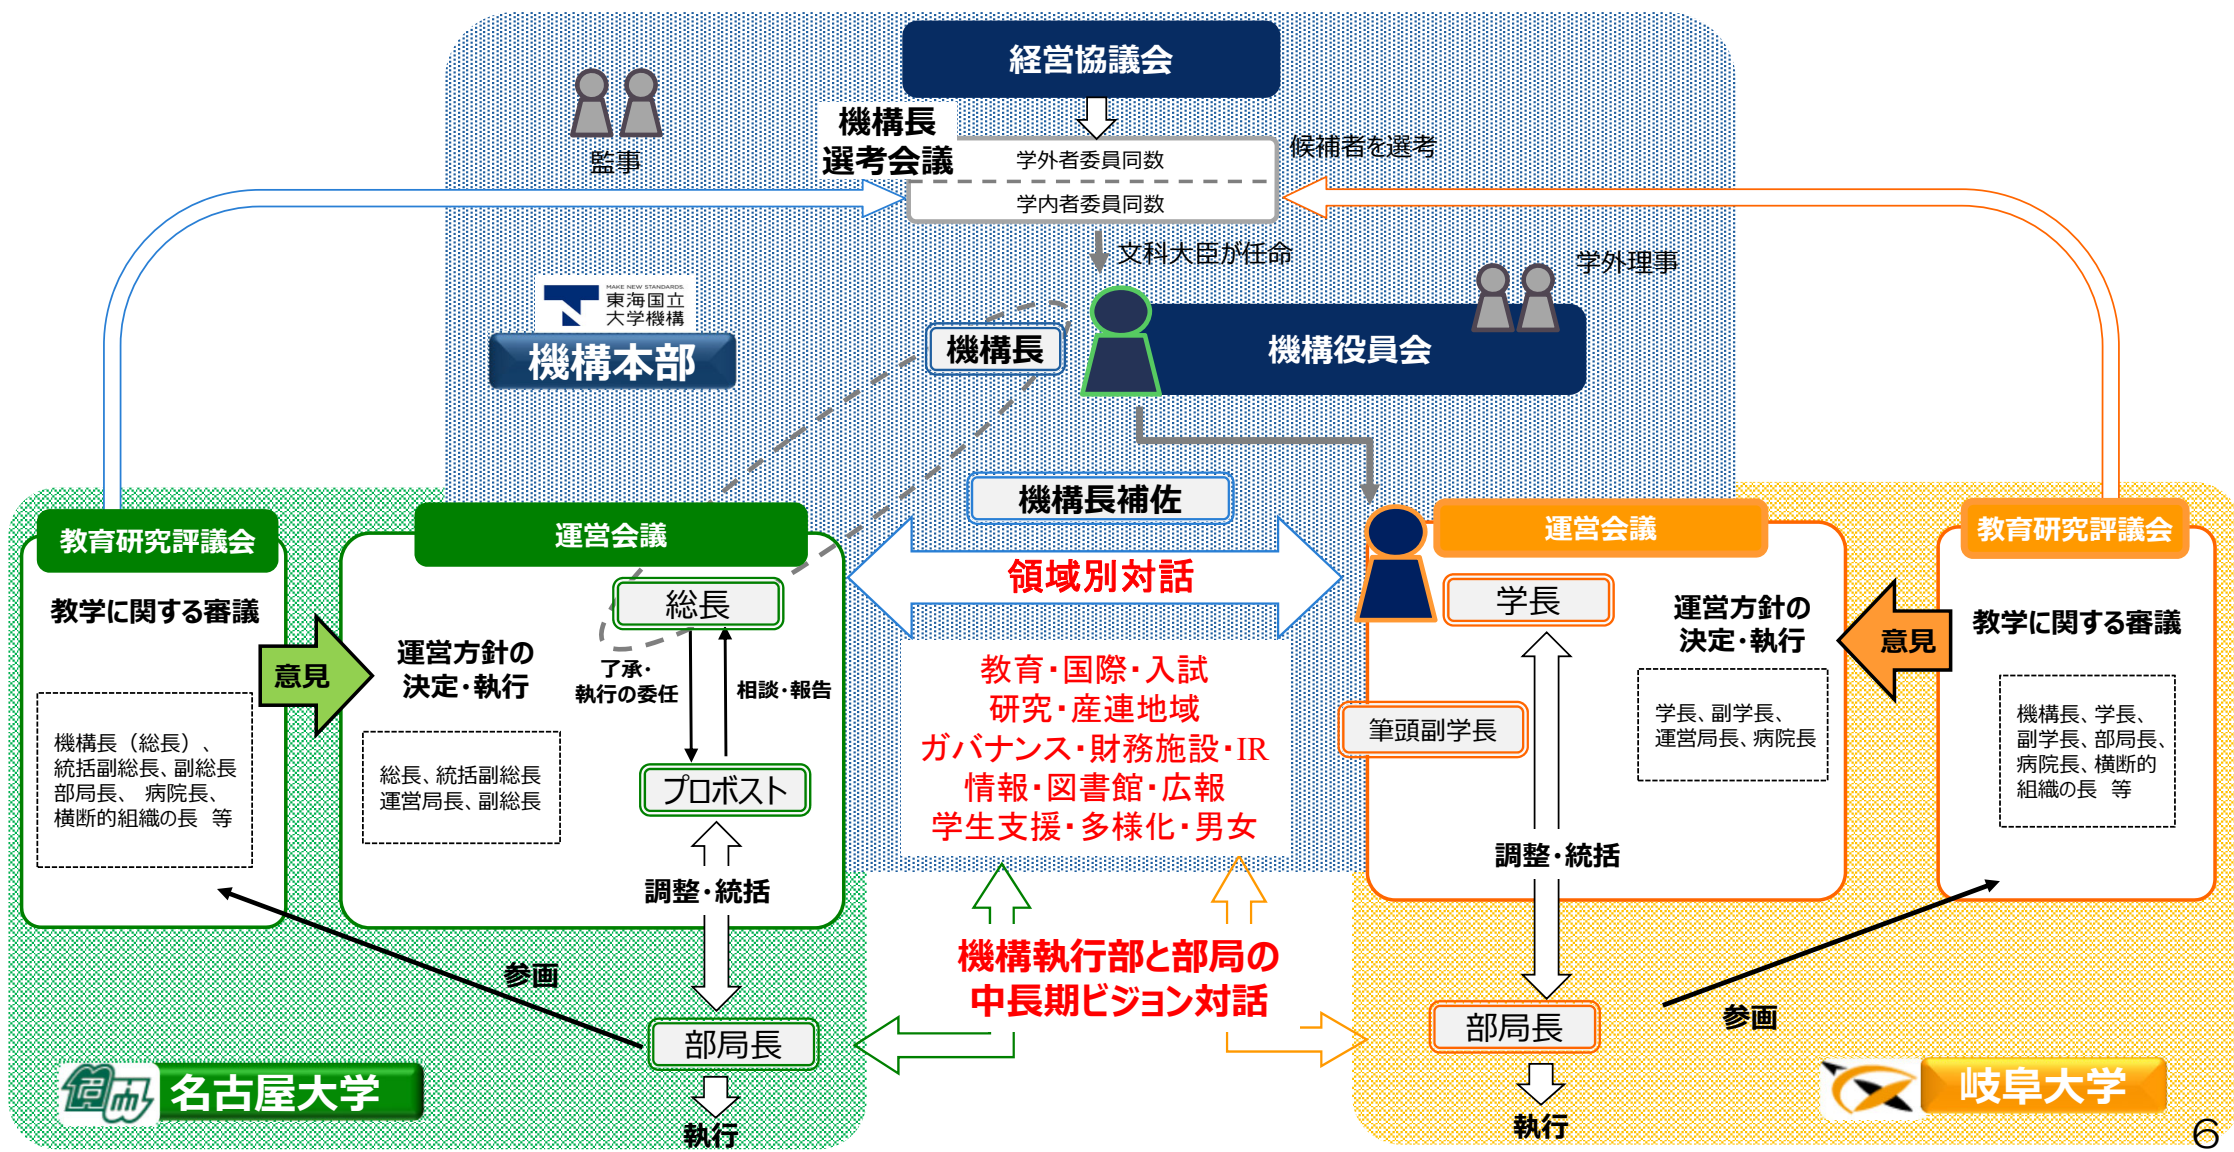 経営協議会
機構長
選考会議
学外者委員同数
学内者委員同数
候補者を選考
監事
文科大臣が任命
学外理事
MAKE NEW STANDARDS.
東海国立
大学機構
機構本部
機構長
機構役員会
機構長補佐
領域別対話
教育・国際・入試
研究・産連地域
ガバナンス・財務施設・IR
情報・図書館・広報
学生支援・多様化・男女
機構執行部と部局の
中長期ビジョン対話
教育研究評議会
教学に関する審議
意見
機構長（総長）、
統括副総長、副総長
部局長、 病院長、
横断的組織の長 等
運営会議
総長
運営方針の
決定・執行
了承・
執行の委任
相談・報告
総長、統括副総長
運営局長、副総長
プロボスト
調整・統括
参画
部局長
執行
名古屋大学
運営会議
学長
運営方針の
決定・執行
学長、副学長、
運営局長、病院長
筆頭副学長
調整・統括
部局長
執行
教育研究評議会
教学に関する審議
意見
機構長、学長、
副学長、部局長、
病院長、横断的
組織の長 等
参画
岐阜大学
6